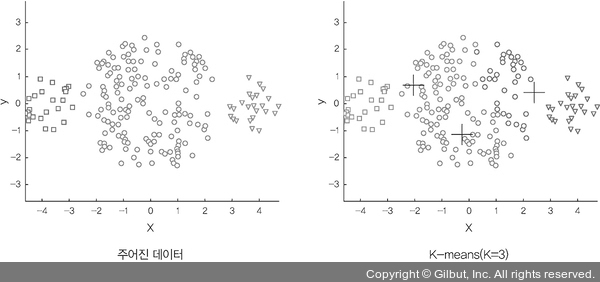 3
2
1
0
−1
−2
−3
y
−4 −3 −2 −1 0 1 2 3 4
X
주어진 데이터
3
2
1
0
−1
−2
−3
y
−4 −3 −2 −1 0 1 2 3 4
X
K−means(K=3)
Copyright © Gilbut, Inc. All rights reserved.